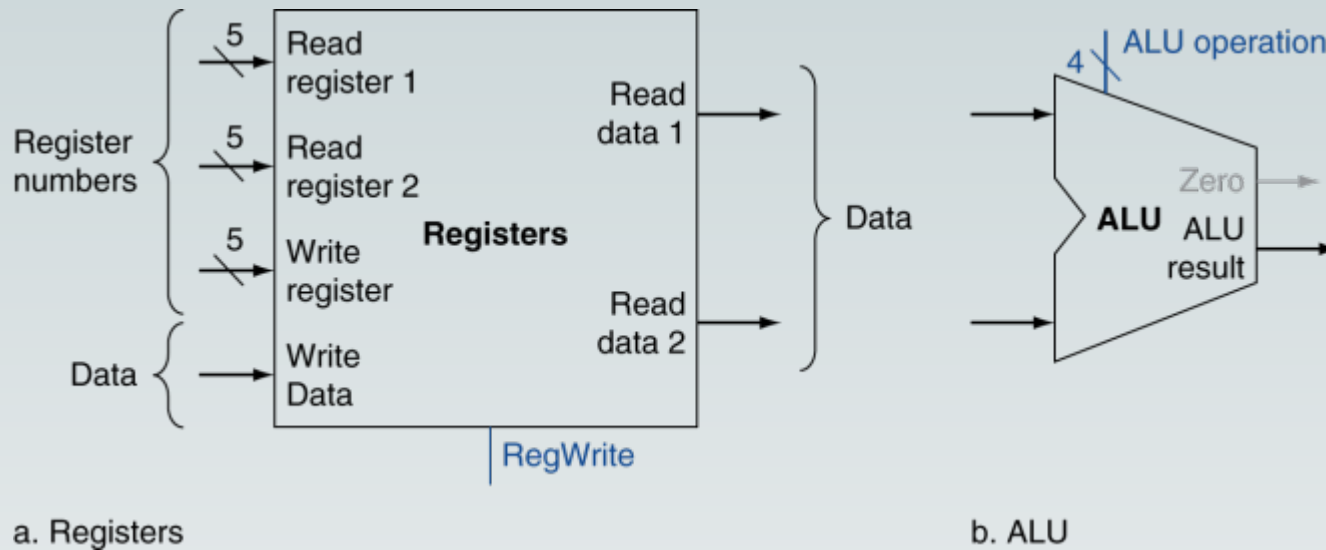 Register
numbers
Data
5
5
5
Read
register 1
Read
register 2
Write
register
Write
Data
Registers
Read
data 1
Read
data 2
RegWrite
Data
4
ALU operation
Zero
ALU
ALU
result
a. Registers
b. ALU